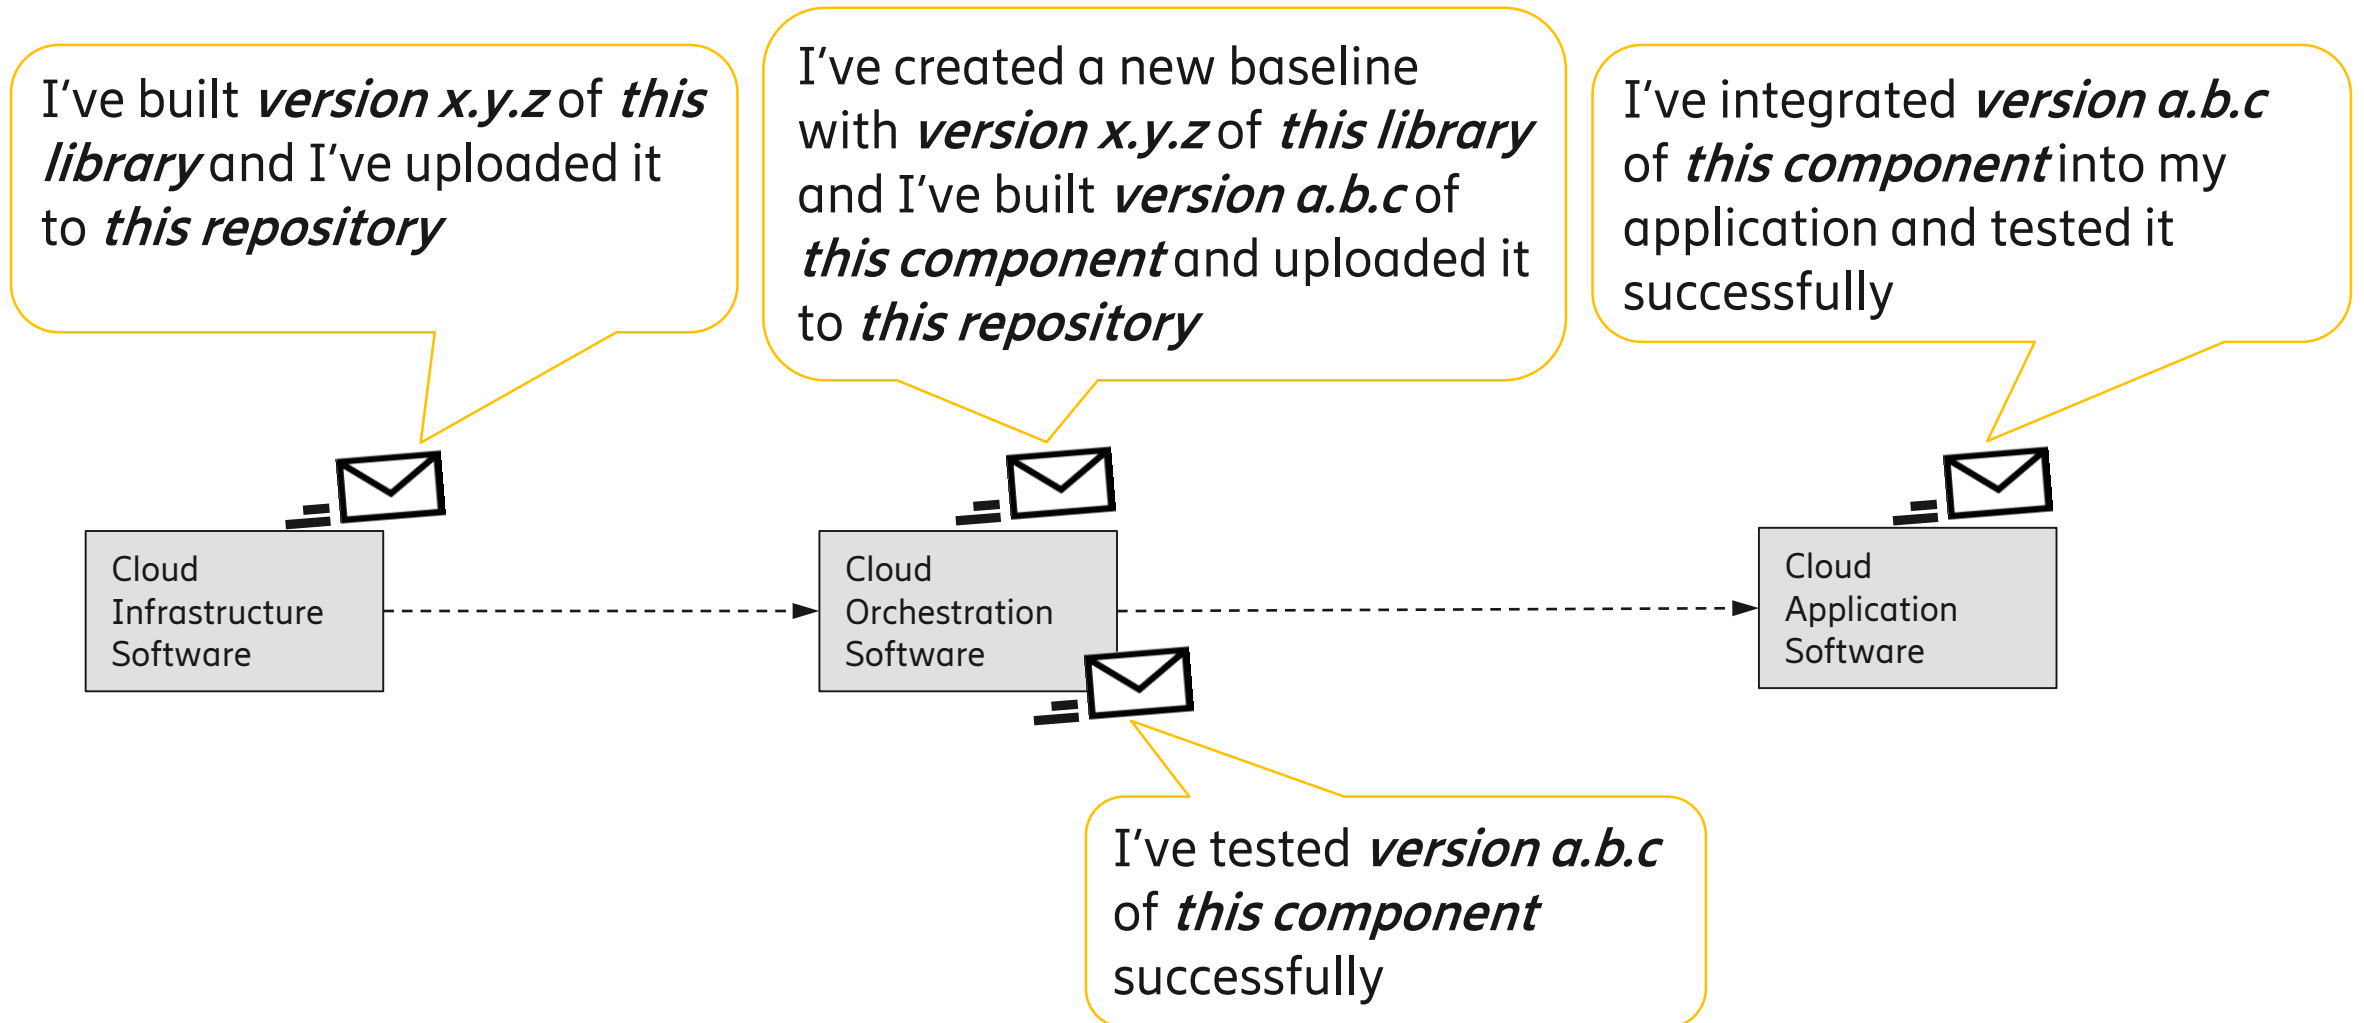 I’ve built version x.y.z of this
library and I’ve uploaded it
to this repository
I’ve created a new baseline
with version x.y.z of this library
and I’ve built version a.b.c of
this component and uploaded it
to this repository
I’ve integrated version a.b.c
of this component into my
application and tested it
successfully
Cloud
Infrastructure
Software
Cloud
Orchestration
Software
Cloud
Application
Software
I’ve tested version a.b.c
of this component
successfully